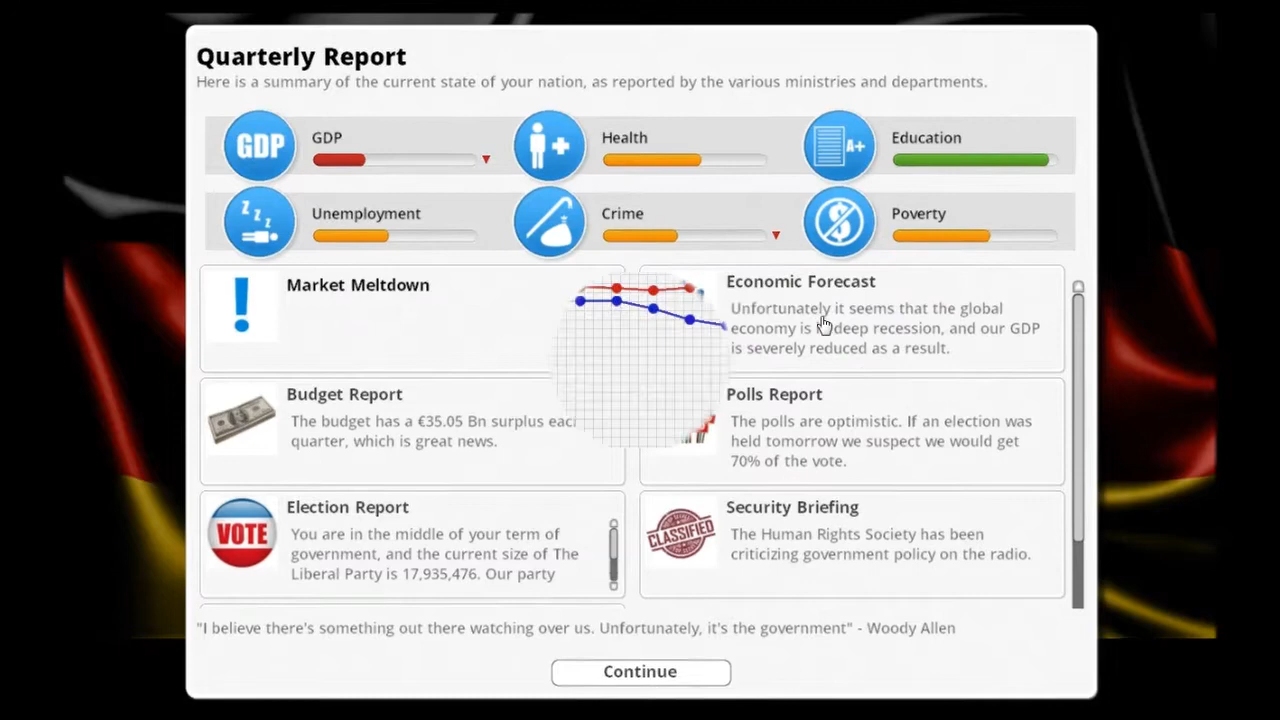 Quarterly Report
Here is a summary of the current state of your nation, as reported by the various ministries and departments.
GDP
GDP
Health
A+
Education
Z Z Z
Unemployment
Crime
$
Poverty
!
Market Meltdown
Economic Forecast
Unfortunately it seems that the global
economy is deep recession, and our GDP
is severely reduced as a result.
Budget Report
The budget has a €35.05 Bn surplus
quarter, which is great news.
Polls Report
The polls are optimistic. If an election was
held tomorrow we suspect we would get
70% of the vote.
VOTE
Election Report
You are in the middle of your term of
government, and the current size of The
Liberal Party is 17,935,476. Our party
CLASSIFIED
Security Briefing
The Human Rights Society has been
criticizing government policy on the radio.
"I believe there's something out there watching over us. Unfortunately, it's the government" - Woody Allen
Continue